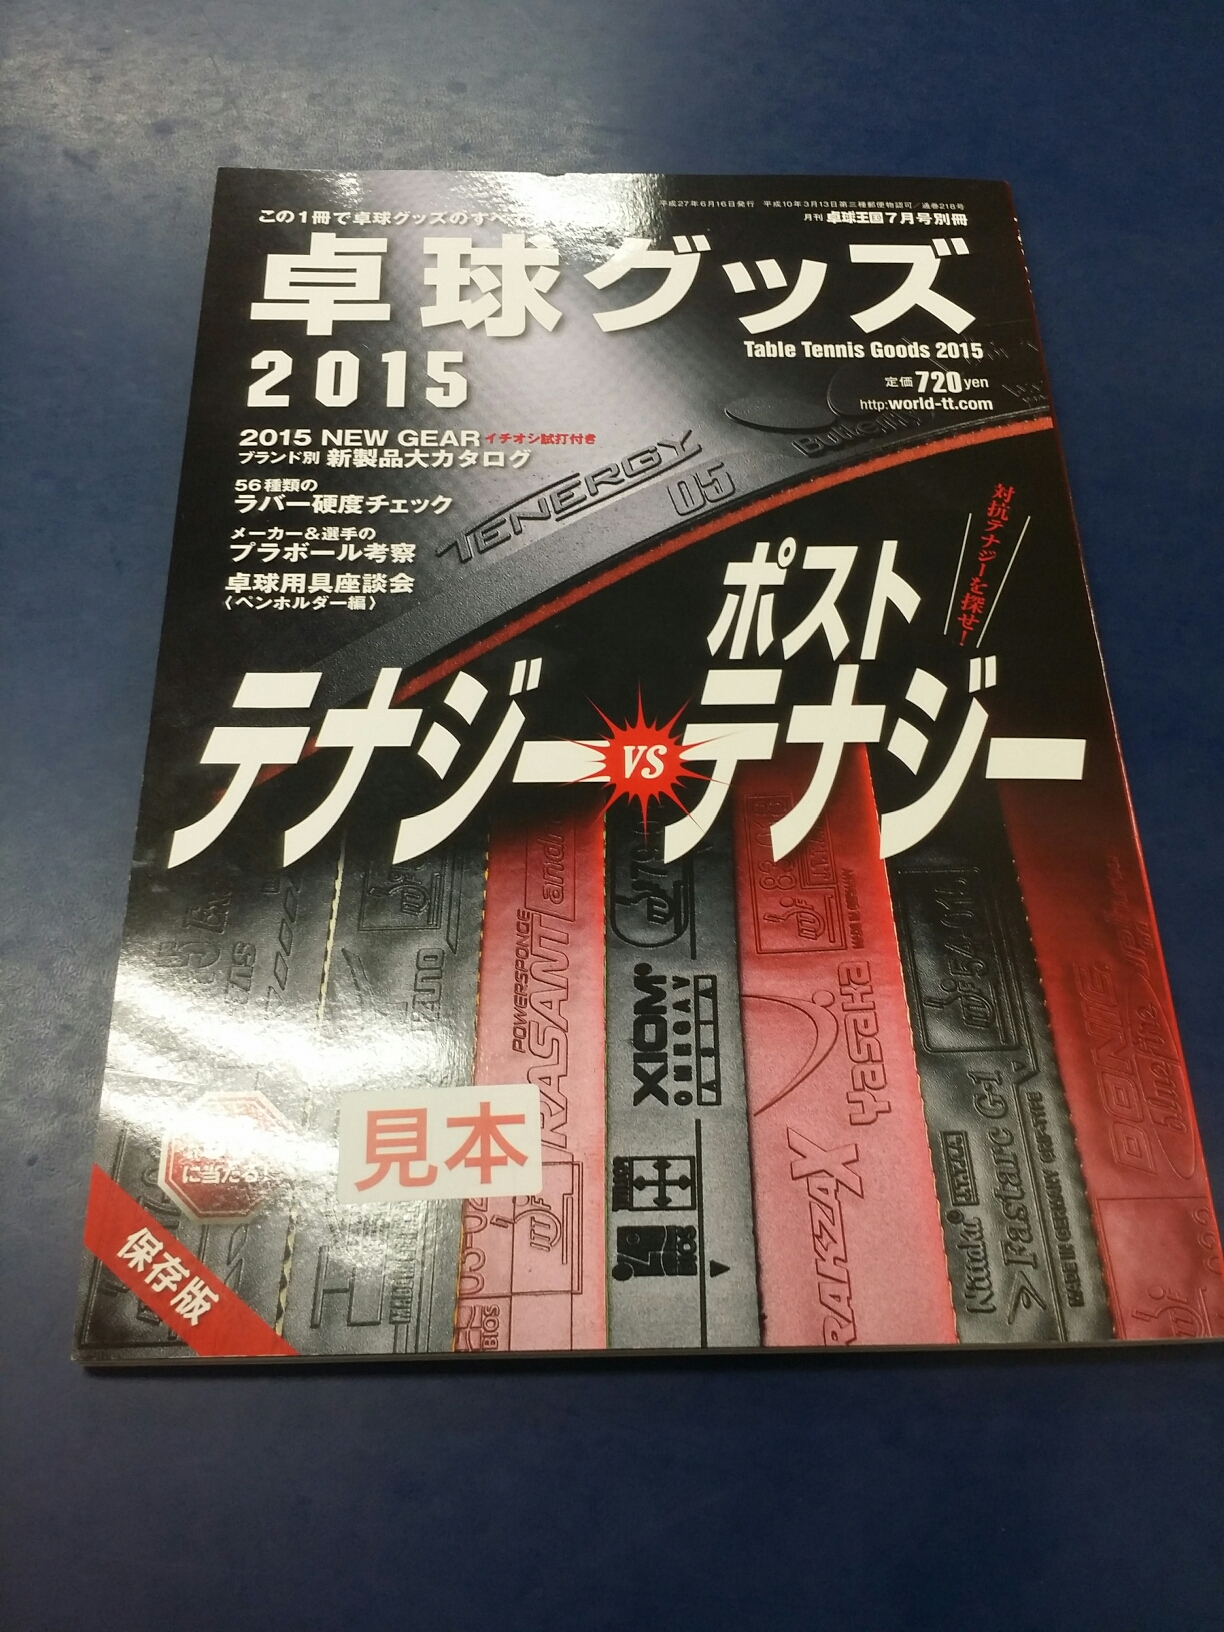 この1冊で卓球グッズのすべ
平成27年6月16日発行 平成10年3月13日第三種郵便物認可／通巻218号
月刊 卓球王国7月号別冊
卓球グッズ
2015
Table Tennis Goods 2015
定価720yen
http:world-tt.com
2015 NEW GEAR イチオシ試打付き
ブランド別 新製品大カタログ
56種類の
ラバー硬度チェック
メーカー＆選手の
プラボール考察
卓球用具座談会
〈ペンホルダー編〉
TENERGY
05
Butterfly
対抗テナジーを探せ！
ポスト
テナジー VS テナジー
POWERSPONGE
RASANT
andro
XIOM
OMEGA V
ASIA
ITTF
Yasaka
RAKZA X
Nittaku
Fastarc G-1
MADE IN GERMANY
DONIC
bluefire
BIOS
に当たる
見本
保存版